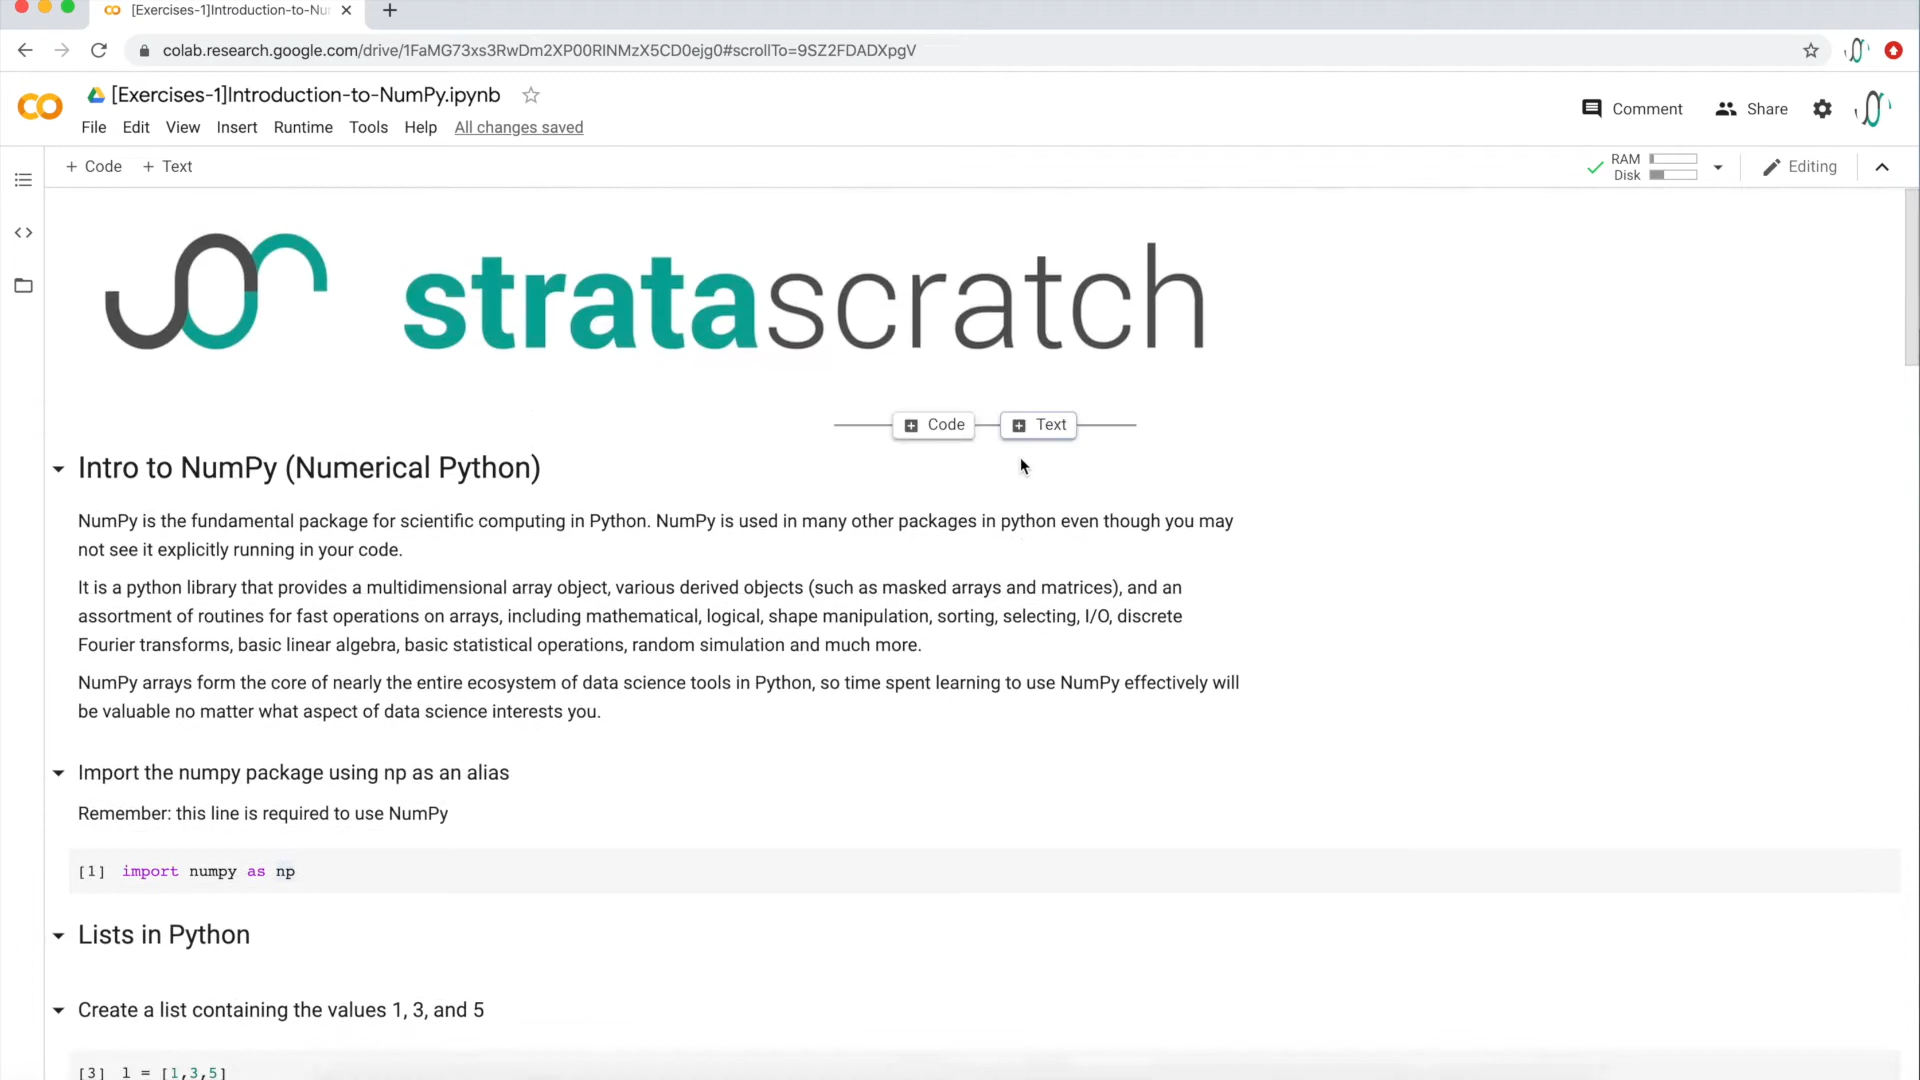 [Exercises-1]Introduction-to-Nu
colab.research.google.com/drive/1FaMG73xs3RwDm2XP00RlNMzX5CD0ejg0#scrollTo=9SZ2FDADXpgV
[Exercises-1]Introduction-to-NumPy.ipynb
File Edit View Insert Runtime Tools Help All changes saved
Comment Share
+ Code + Text
RAM
Disk
Editing
stratascratch
Code Text
Intro to NumPy (Numerical Python)
NumPy is the fundamental package for scientific computing in Python. NumPy is used in many other packages in python even though you may
not see it explicitly running in your code.
It is a python library that provides a multidimensional array object, various derived objects (such as masked arrays and matrices), and an
assortment of routines for fast operations on arrays, including mathematical, logical, shape manipulation, sorting, selecting, I/O, discrete
Fourier transforms, basic linear algebra, basic statistical operations, random simulation and much more.
NumPy arrays form the core of nearly the entire ecosystem of data science tools in Python, so time spent learning to use NumPy effectively will
be valuable no matter what aspect of data science interests you.
Import the numpy package using np as an alias
Remember: this line is required to use NumPy
[1] import numpy as np
Lists in Python
Create a list containing the values 1, 3, and 5
[3] l = [1,3,5]